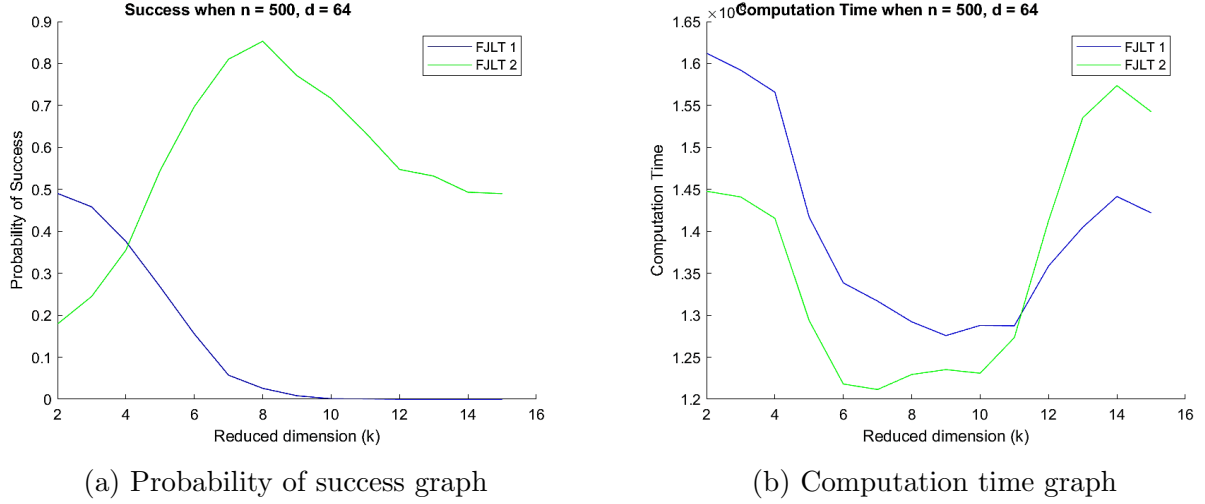 Success when n = 500, d = 64
0.9
0.8
0.7
0.6
0.5
0.4
0.3
0.2
0.1
0
Probability of Success
FJLT 1
FJLT 2
2 4 6 8 10 12 14 16
Reduced dimension (k)
(a) Probability of success graph
Computation Time when n = 500, d = 64
1.65
1.6
1.55
1.5
1.45
1.4
1.35
1.3
1.25
1.2
Computation Time
FJLT 1
FJLT 2
2 4 6 8 10 12 14 16
Reduced dimension (k)
(b) Computation time graph